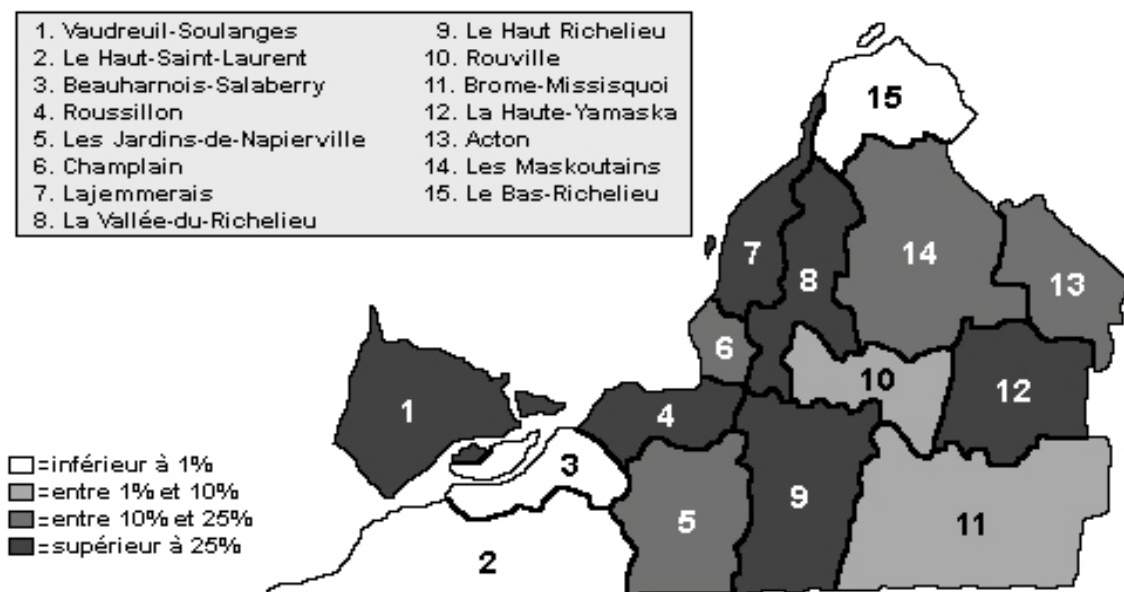 1. Vaudreuil-Soulanges
2. Le Haut-Saint-Laurent
3. Beauharnois-Salaberry
4. Roussillon
5. Les Jardins-de-Napierville
6. Champlain
7. Lajemmerais
8. La Vallée-du-Richelieu
9. Le Haut Richelieu
10. Rouville
11. Brome-Missisquoi
12. La Haute-Yamaska
13. Acton
14. Les Maskoutains
15. Le Bas-Richelieu
15
7
8
14
13
6
10
12
1
4
3
9
5
11
2
=inférieur à 1%
=entre 1% et 10%
=entre 10% et 25%
=supérieur à 25%